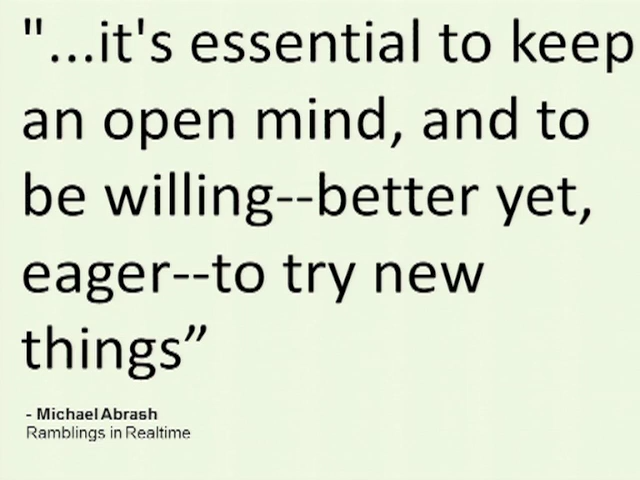 "...it's essential to keep
an open mind, and to
be willing--better yet,
eager--to try new
things”
- Michael Abrash
Ramblings in Realtime